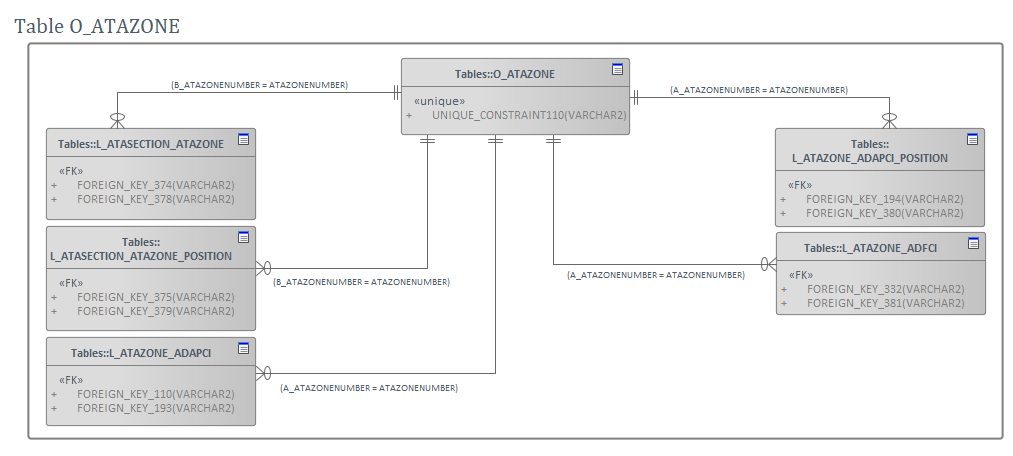 Table O_ATAZONE
Tables::O_ATAZONE
«unique»
+ UNIQUE_CONSTRAINT110(VARCHAR2)
(B_ATAZONENUMBER = ATAZONENUMBER)
(A_ATAZONENUMBER = ATAZONENUMBER)
Tables::L_ATASECTION_ATAZONE
«FK»
+ FOREIGN_KEY_374(VARCHAR2)
+ FOREIGN_KEY_378(VARCHAR2)
Tables::
L_ATAZONE_ADAPCI_POSITION
«FK»
+ FOREIGN_KEY_194(VARCHAR2)
+ FOREIGN_KEY_380(VARCHAR2)
Tables::
L_ATASECTION_ATAZONE_POSITION
«FK»
+ FOREIGN_KEY_375(VARCHAR2)
+ FOREIGN_KEY_379(VARCHAR2)
(B_ATAZONENUMBER = ATAZONENUMBER)
(A_ATAZONENUMBER = ATAZONENUMBER)
Tables::L_ATAZONE_ADFCI
«FK»
+ FOREIGN_KEY_332(VARCHAR2)
+ FOREIGN_KEY_381(VARCHAR2)
Tables::L_ATAZONE_ADAPCI
«FK»
+ FOREIGN_KEY_110(VARCHAR2)
+ FOREIGN_KEY_193(VARCHAR2)
(A_ATAZONENUMBER = ATAZONENUMBER)